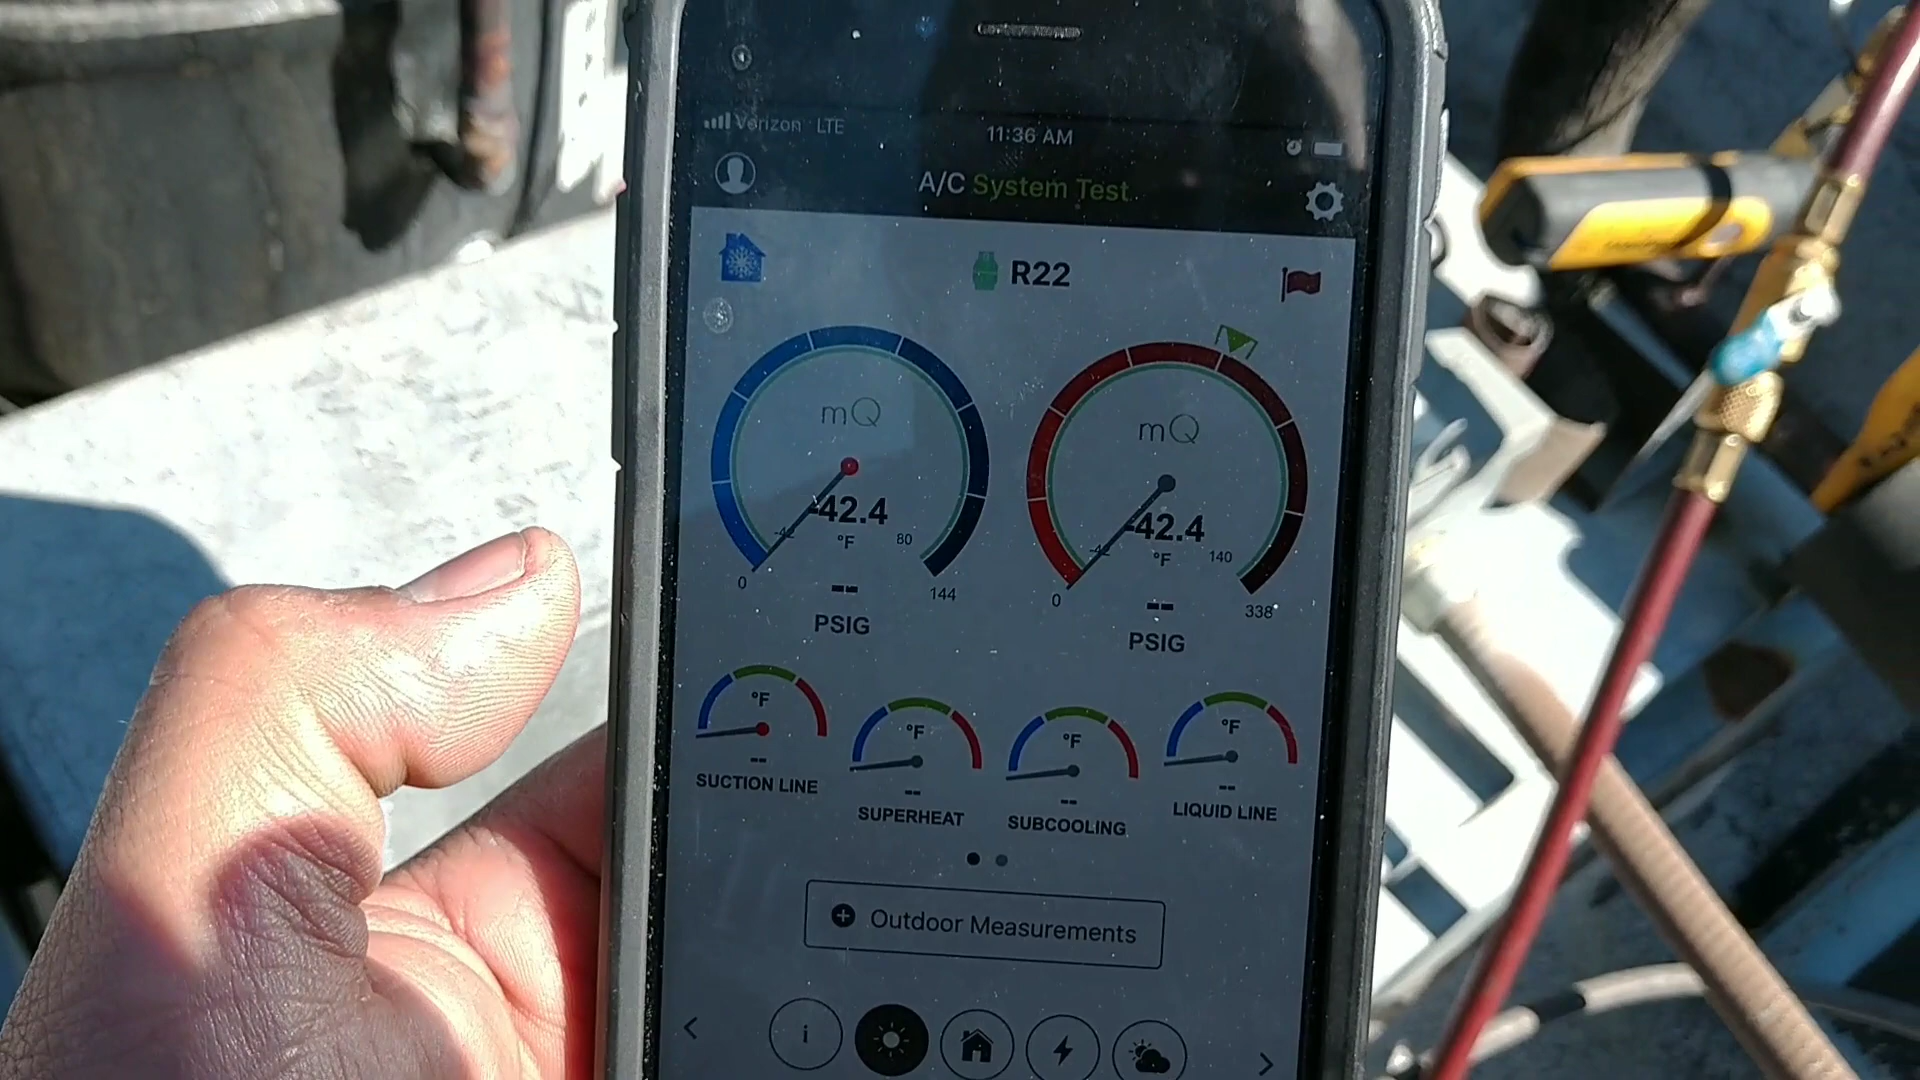 Verizon LTE
11:36 AM
A/C System Test
R22
mQ
-42.4
°F
-42
80
0
144
--
PSIG
mQ
-42.4
°F
-42
140
0
338
--
PSIG
°F
--
SUCTION LINE
°F
--
SUPERHEAT
°F
--
SUBCOOLING
°F
--
LIQUID LINE
Outdoor Measurements
i